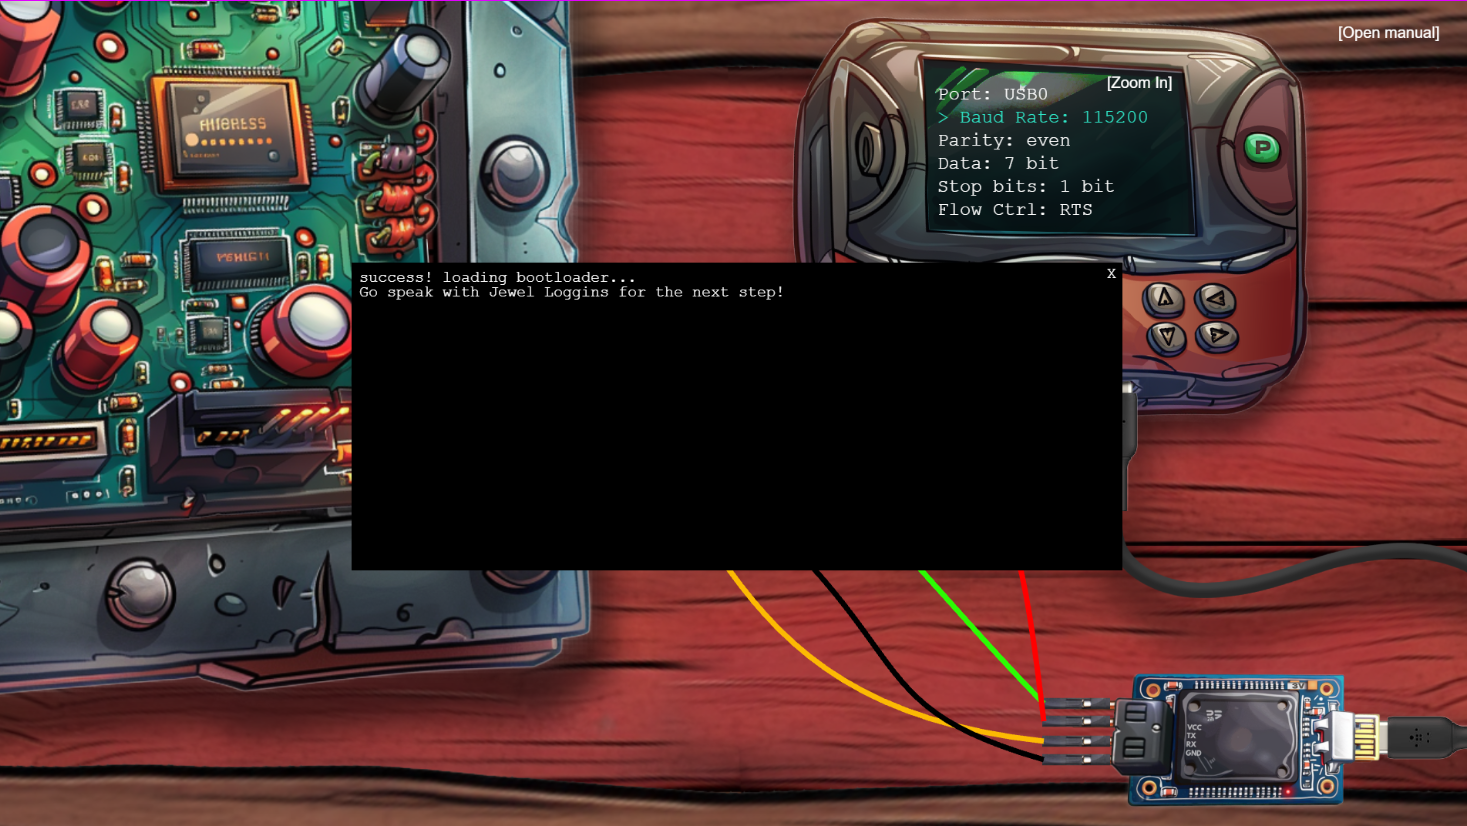 [Open manual]
[Zoom In]
Port: USB0
> Baud Rate: 115200
Parity: even
Data: 7 bit
Stop bits: 1 bit
Flow Ctrl: RTS
P
success! loading bootloader...
X
Go speak with Jewel Loggins for the next step!
3V
VCC
TX
RX
GND